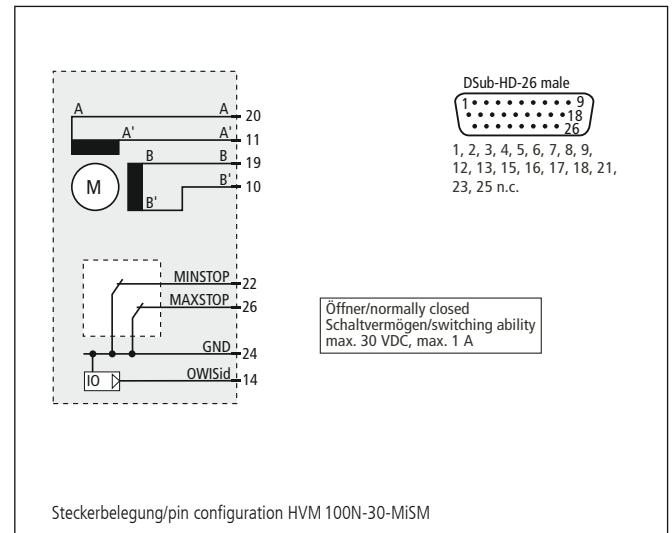 DSub-HD-26 male
1 9
18
26
1, 2, 3, 4, 5, 6, 7, 8, 9,
12, 13, 15, 16, 17, 18, 21,
23, 25 n.c.
A A 20
A' A' 11
B B 19
M
B' B' 10
MINSTOP 22
MAXSTOP 26
GND 24
IO OWISid 14
Öffner/normally closed
Schaltvermögen/switching ability
max. 30 VDC, max. 1 A
Steckerbelegung/pin configuration HVM 100N-30-MiSM